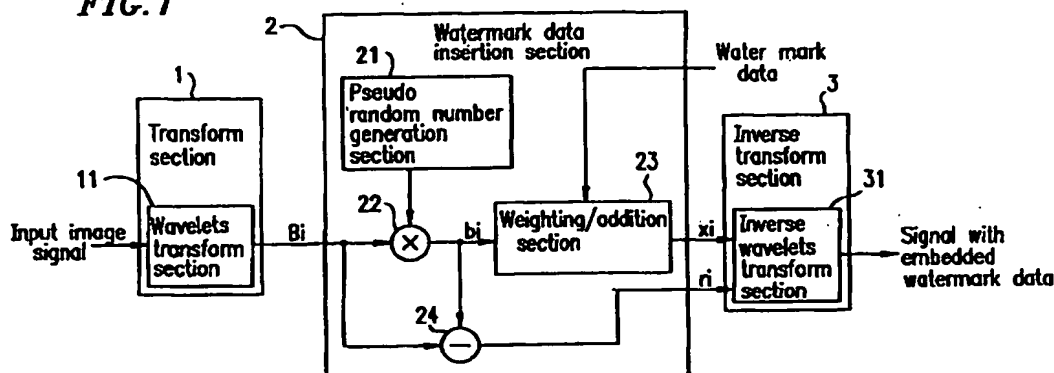 FIG. 1
2
Watermark data
insertion section
21
Pseudo
random number
generation
section
Water mark
data
1
Transform
section
11
Wavelets
transform
section
Input image
signal
Bi
22
×
bi
23
Weighting/addition
section
xi
ri
24
−
3
Inverse
transform
section
31
Inverse
wavelets
transform
section
Signal with
embedded
watermark data